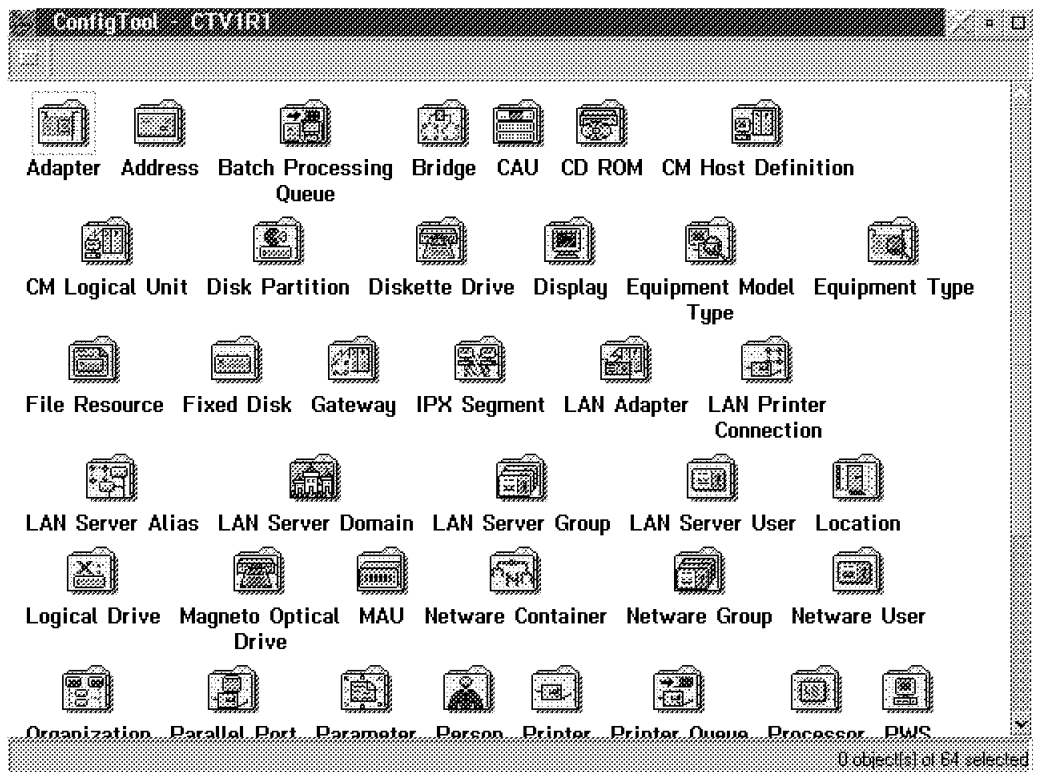 ConfigTool - CTV1R1
Adapter Address Batch Processing Queue Bridge CAU CD ROM CM Host Definition
CM Logical Unit Disk Partition Diskette Drive Display Equipment Model Type Equipment Type
File Resource Fixed Disk Gateway IPX Segment LAN Adapter LAN Printer Connection
LAN Server Alias LAN Server Domain LAN Server Group LAN Server User Location
X:
Logical Drive Magneto Optical Drive MAU Netware Container Netware Group Netware User
Organization Parallel Port Parameter Person Printer Printer Queue Processor PWS
0 object(s) of 64 selected